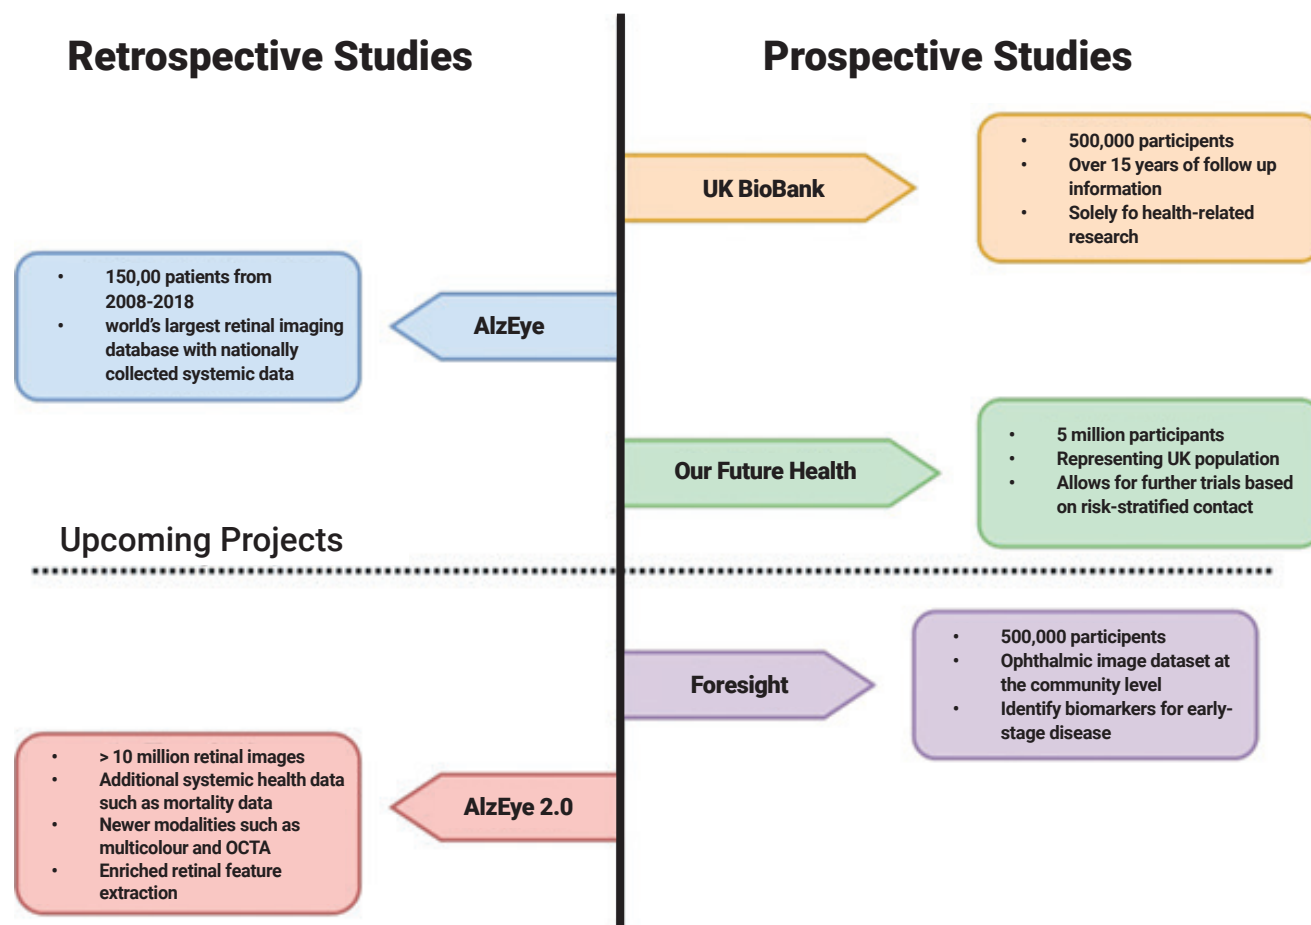 Retrospective Studies
Prospective Studies
UK BioBank
• 500,000 participants
• Over 15 years of follow up
information
• Solely fo health-related
research
• 150,00 patients from
2008-2018
• world's largest retinal imaging
database with nationally
collected systemic data
AlzEye
Our Future Health
• 5 million participants
• Representing UK population
• Allows for further trials based
on risk-stratified contact
Upcoming Projects
Foresight
• 500,000 participants
• Ophthalmic image dataset at
the community level
• Identify biomarkers for early-
stage disease
• > 10 million retinal images
• Additional systemic health data
such as mortality data
• Newer modalities such as
multicolour and OCTA
• Enriched retinal feature
extraction
AlzEye 2.0